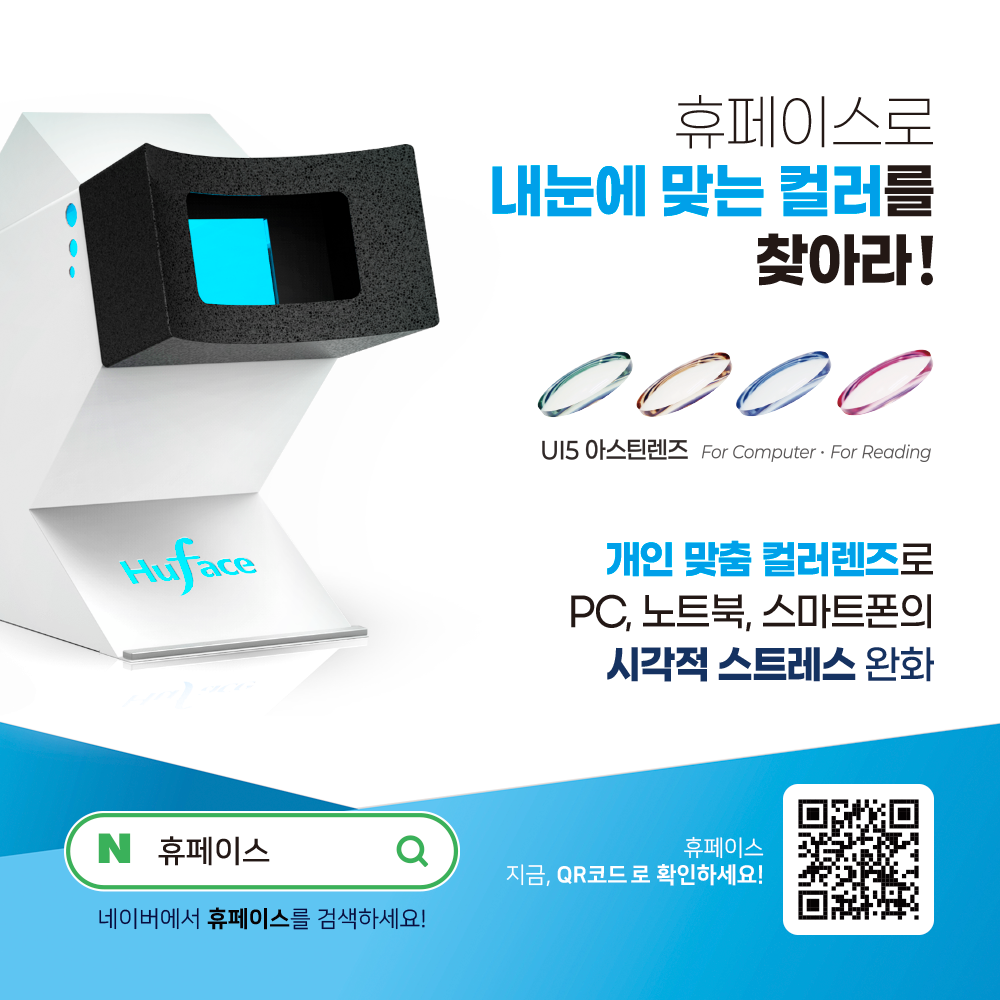 휴페이스로
내눈에 맞는 컬러를
찾아라!
UI5 아스틴렌즈 For Computer · For Reading
Huface
개인 맞춤 컬러렌즈로
PC, 노트북, 스마트폰의
시각적 스트레스 완화
N 휴페이스
네이버에서 휴페이스를 검색하세요!
휴페이스
지금, QR코드로 확인하세요!